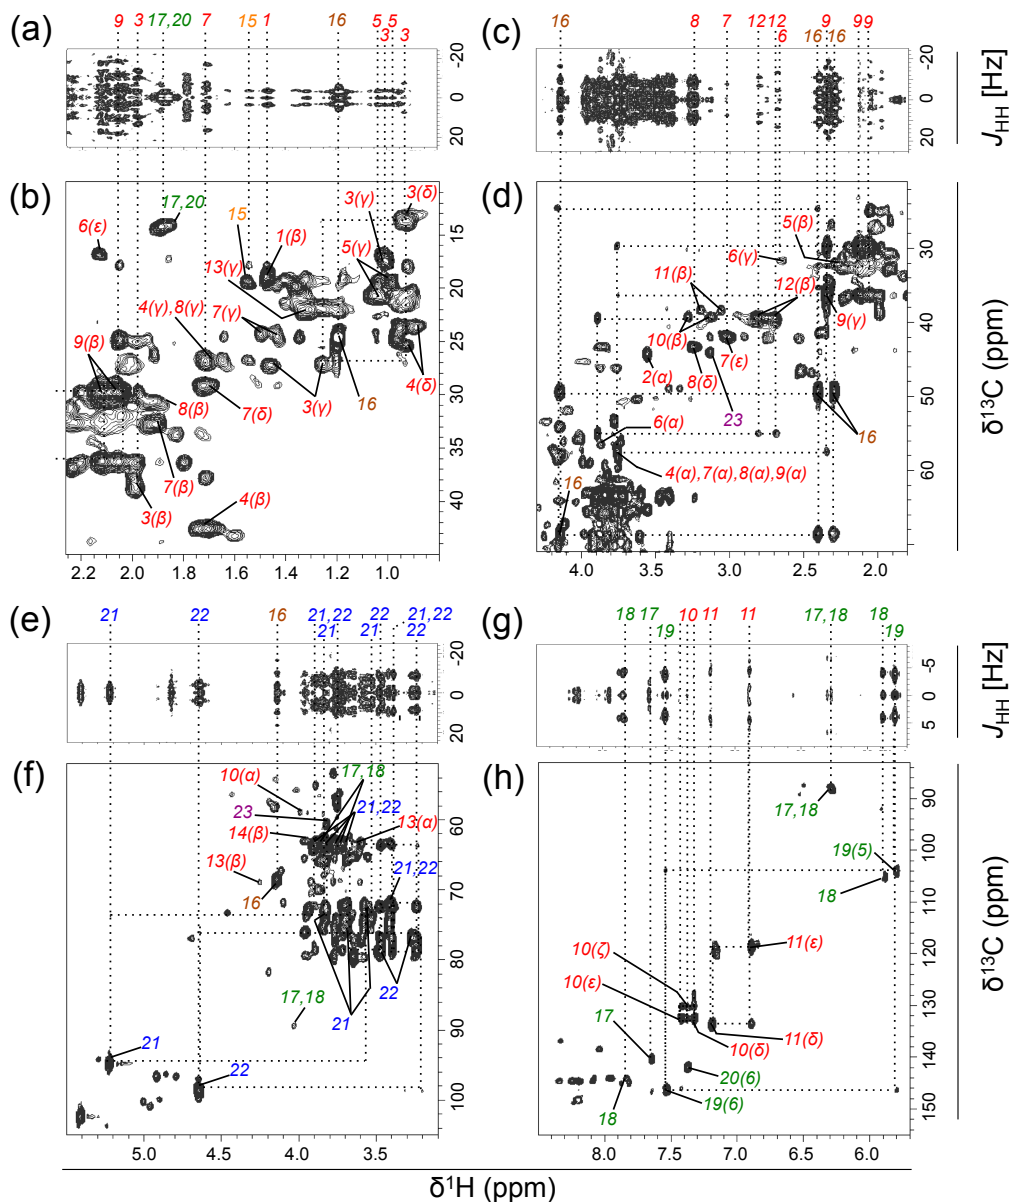 (a)
9 3 17,20 7 15 1 16 5 5
3 3
-20
0
20
(c)
16 8 7 12 12 9 13 9
6 16 16
-20
0
20
J HH [Hz]
(b)
6(ε)
17,20
15
1(β)
3(γ)
3(δ)
13(γ)
5(γ)
4(γ),8(γ)
7(γ)
9(β)
8(β)
7(δ)
3(γ)
4(δ)
16
7(β)
3(β)
4(β)
15
20
25
30
35
40
2.2 2.0 1.8 1.6 1.4 1.2 1.0
(d)
5(β)
6(γ)
11(β)
12(β)
10(β)
9(γ)
7(ε)
2(α)
8(δ)
23
16
6(α)
4(α),7(α),8(α),9(α)
16
30
40
50
60
4.0 3.5 3.0 2.5 2.0
δ13C (ppm)
(e)
21 22 16 21,22 22 21,22
21 21 22
-20
0
20
(g)
18 17 10 11 11 17,18 18
19 19
-5
0
5
J HH [Hz]
(f)
10(α)
17,18
23
21,22
14(β)
13(α)
13(β)
16
21,22
22
17,18
21
21
22
60
70
80
90
100
5.0 4.5 4.0 3.5
(h)
17,18
19(5)
18
10(ζ)
11(ε)
10(ε)
17
10(δ)
11(δ)
20(6)
18
19(6)
90
100
110
120
130
140
150
8.0 7.5 7.0 6.5 6.0
δ13C (ppm)
δ1H (ppm)